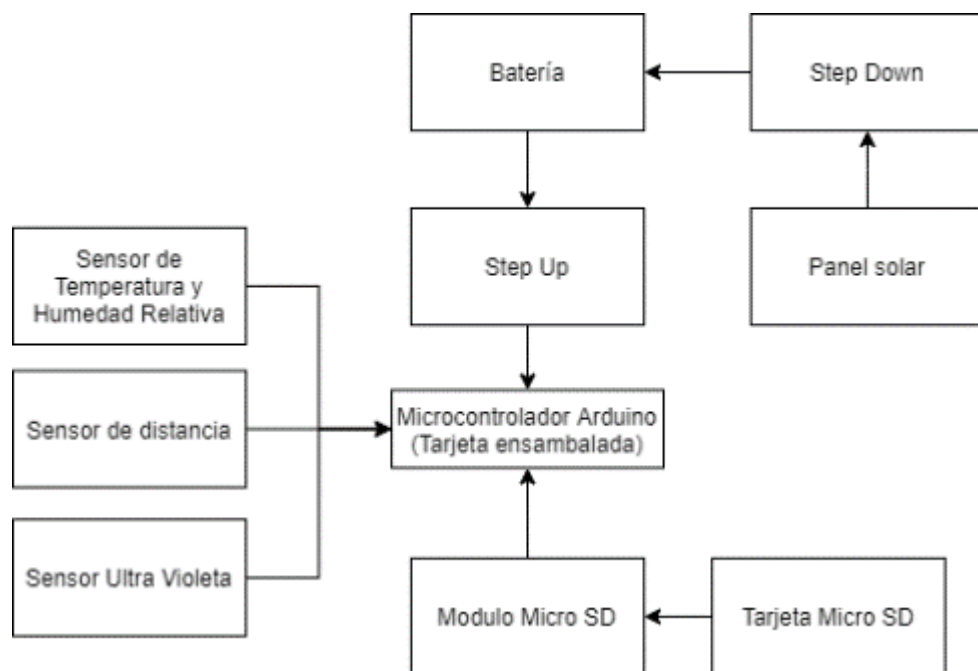 Batería
Step Down
Sensor de
Temperatura y
Humedad Relativa
Step Up
Panel solar
Sensor de distancia
Microcontrolador Arduino
(Tarjeta ensambalada)
Sensor Ultra Violeta
Modulo Micro SD
Tarjeta Micro SD